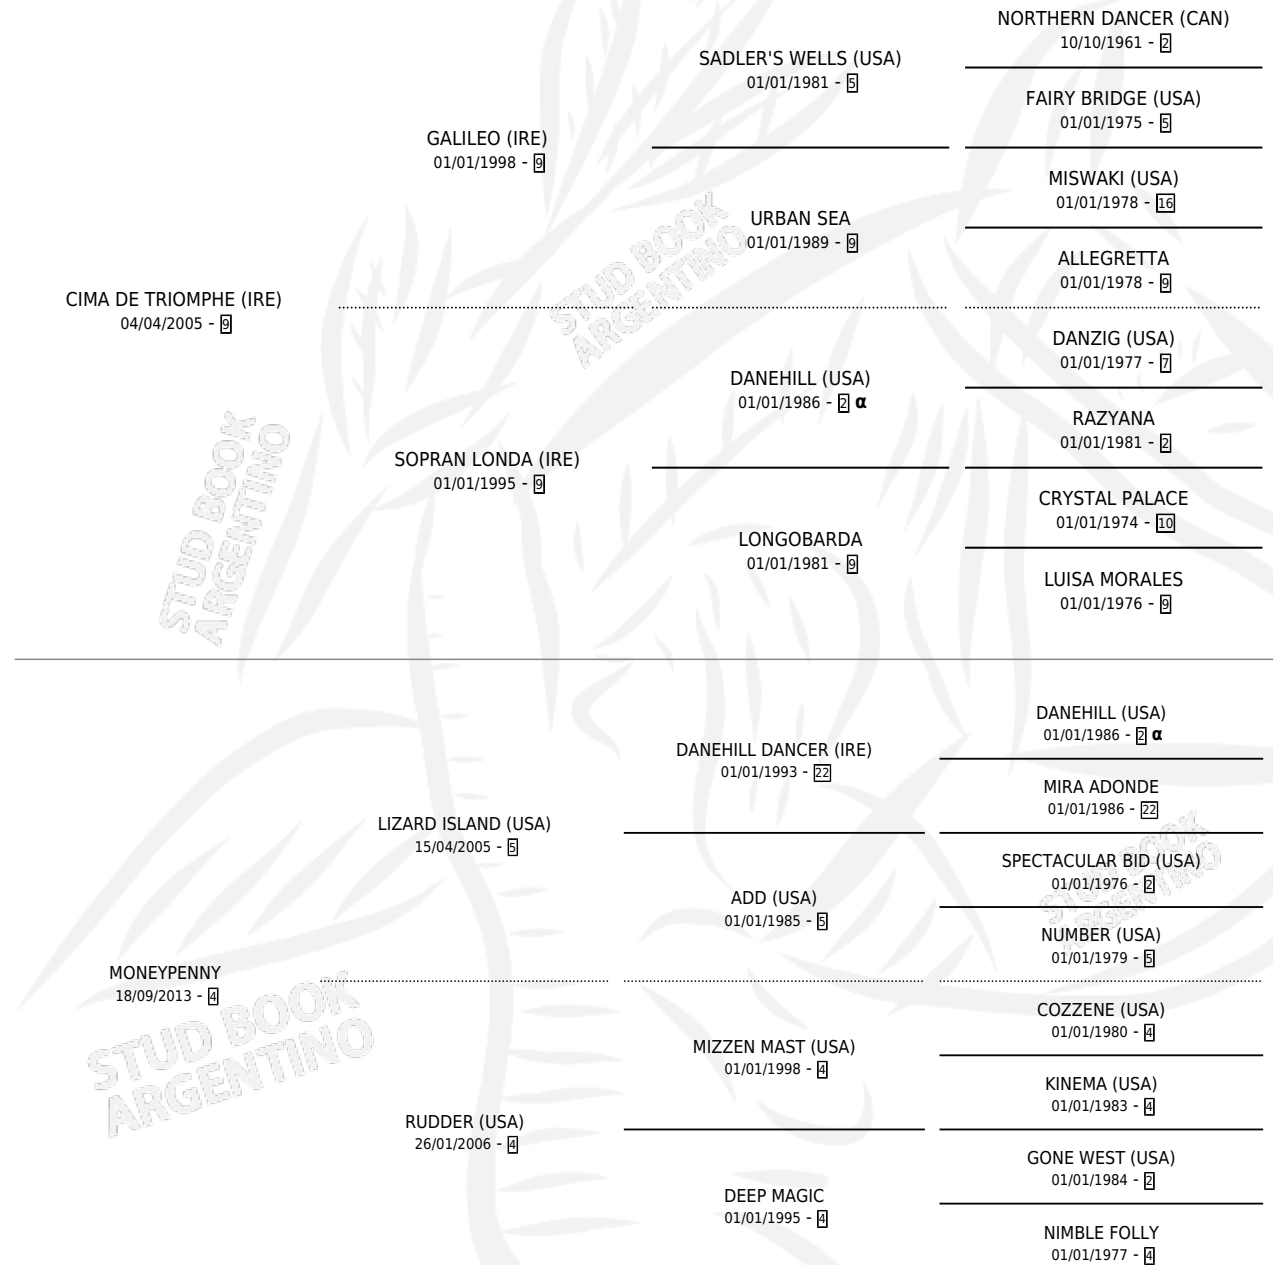 NORTHERN DANCER (CAN)
10/10/1961 - 2
SADLER'S WELLS (USA)
01/01/1981 - 5
FAIRY BRIDGE (USA)
01/01/1975 - 5
GALILEO (IRE)
01/01/1998 - 9
MISWAKI (USA)
01/01/1978 - 16
URBAN SEA
01/01/1989 - 9
ALLEGRETTA
01/01/1978 - 9
STUD BOOK
ARGENTINO
CIMA DE TRIOMPHE (IRE)
04/04/2005 - 9
DANZIG (USA)
01/01/1977 - 7
DANEHILL (USA)
01/01/1986 - 2 α
RAZYANA
01/01/1981 - 2
SOPRAN LONDA (IRE)
01/01/1995 - 9
CRYSTAL PALACE
01/01/1974 - 10
LONGOBARDA
01/01/1981 - 9
LUISA MORALES
01/01/1976 - 9
STUD BOOK
ARGENTINO
DANEHILL (USA)
01/01/1986 - 2 α
DANEHILL DANCER (IRE)
01/01/1993 - 22
MIRA ADONDE
01/01/1986 - 22
LIZARD ISLAND (USA)
15/04/2005 - 5
SPECTACULAR BID (USA)
01/01/1976 - 2
ADD (USA)
01/01/1985 - 5
NUMBER (USA)
01/01/1979 - 5
STUD BOOK
ARGENTINO
MONEYPENNY
18/09/2013 - 4
COZZENE (USA)
01/01/1980 - 4
MIZZEN MAST (USA)
01/01/1998 - 4
KINEMA (USA)
01/01/1983 - 4
STUD BOOK
ARGENTINO
RUDDER (USA)
26/01/2006 - 4
GONE WEST (USA)
01/01/1984 - 2
DEEP MAGIC
01/01/1995 - 4
NIMBLE FOLLY
01/01/1977 - 4